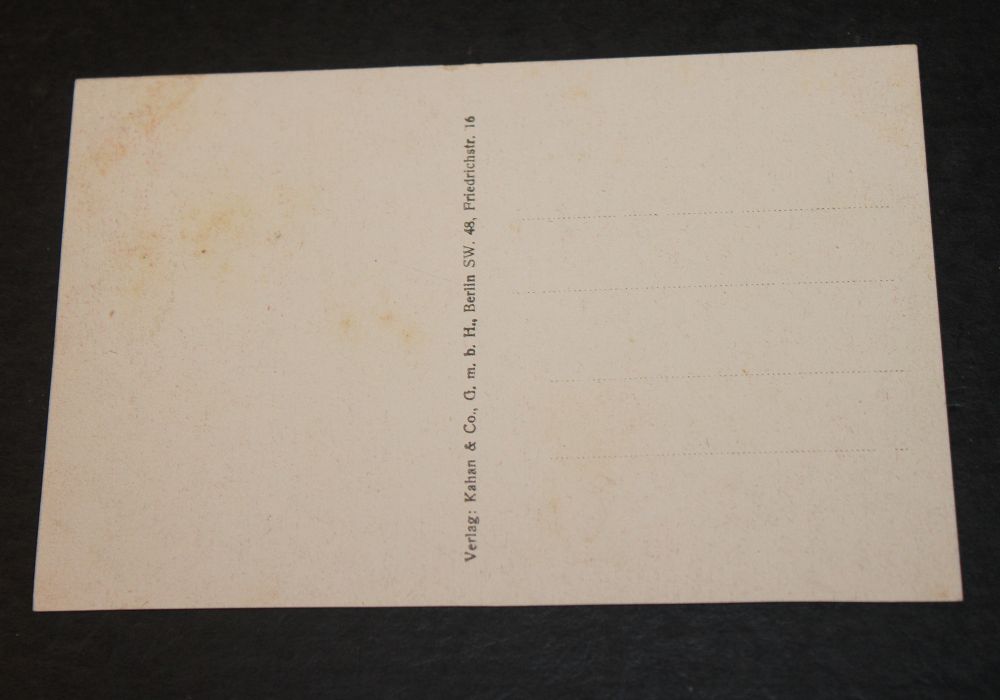 Verlag: Kahan & Co., G. m. b. H., Berlin SW. 48, Friedrichstr. 16